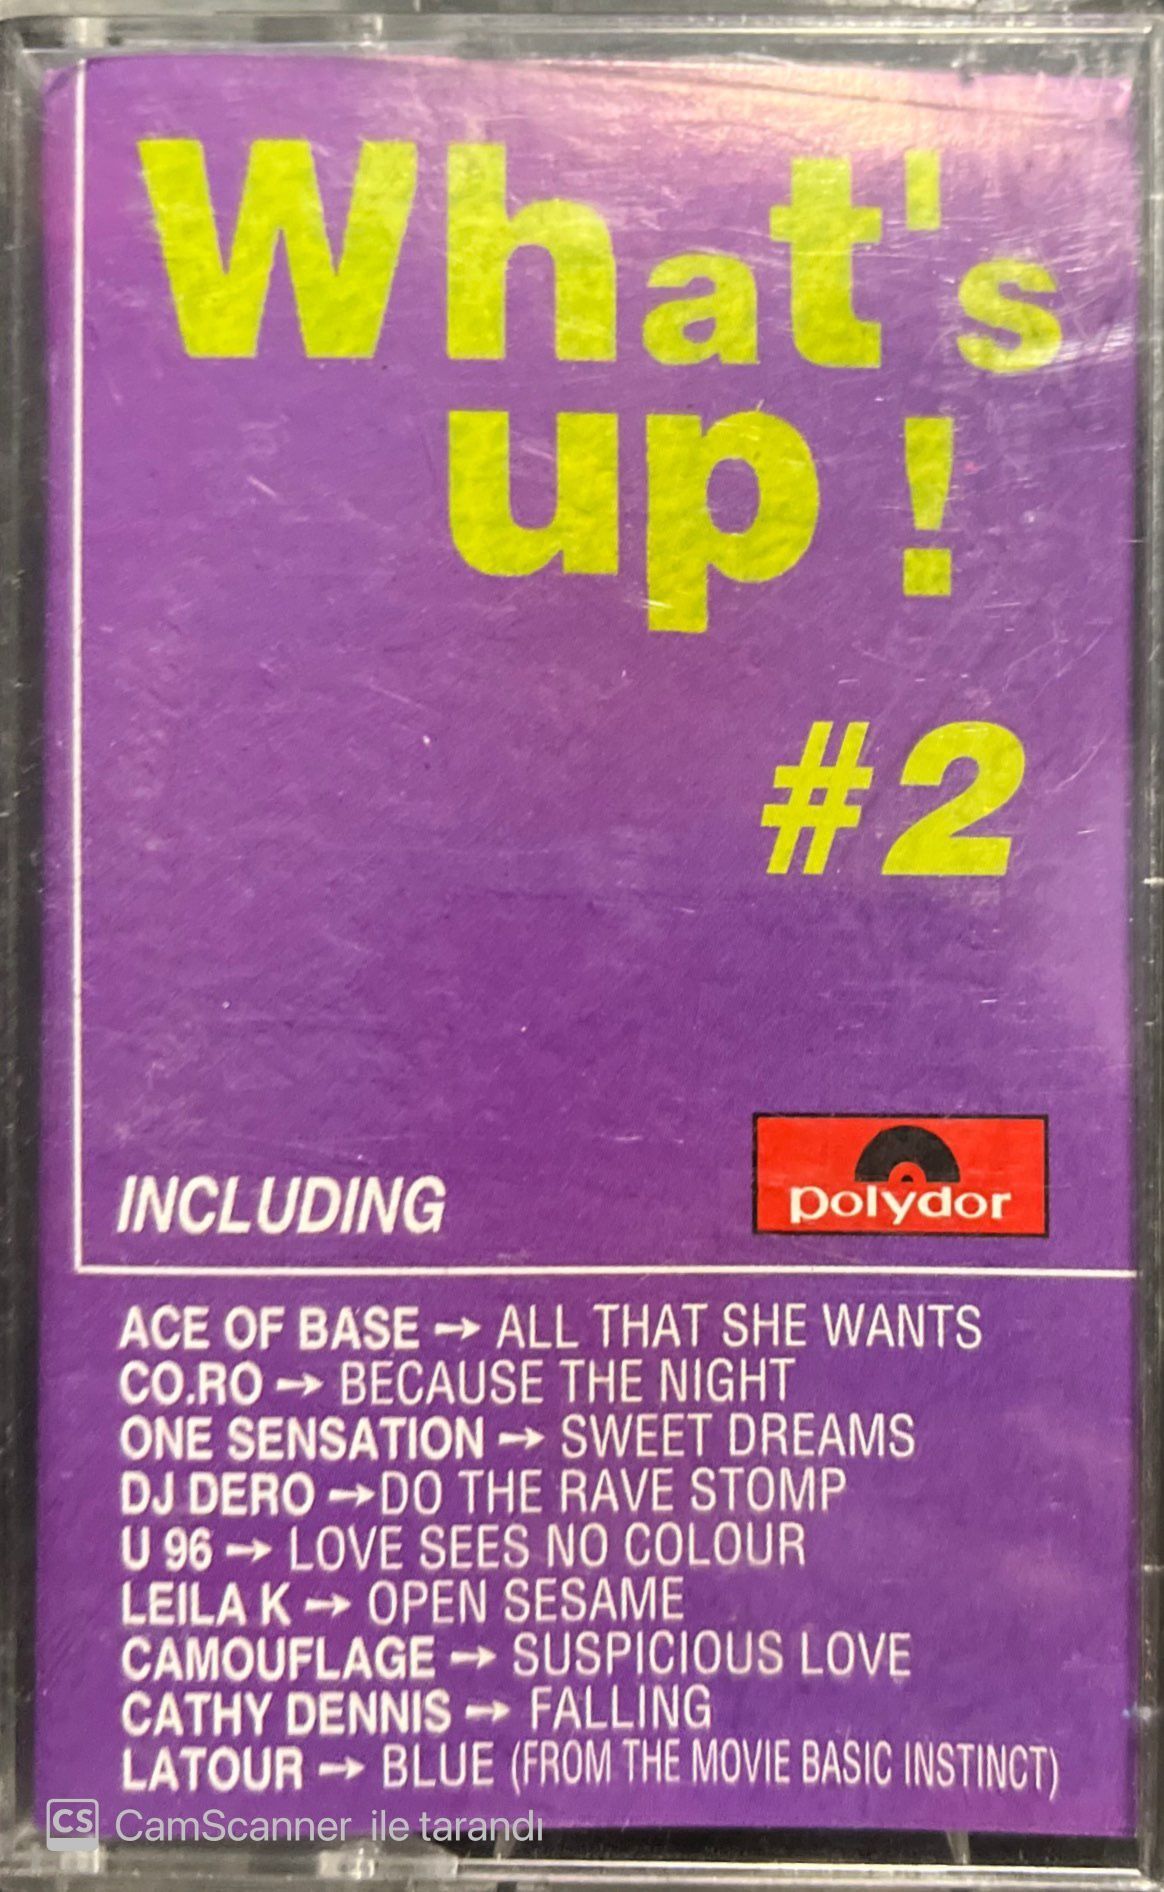 What's
up !
#2
polydor
INCLUDING
ACE OF BASE → ALL THAT SHE WANTS
CO.RO → BECAUSE THE NIGHT
ONE SENSATION → SWEET DREAMS
DJ DERO → DO THE RAVE STOMP
U 96 → LOVE SEES NO COLOUR
LEILA K → OPEN SESAME
CAMOUFLAGE → SUSPICIOUS LOVE
CATHY DENNIS → FALLING
LATOUR → BLUE (FROM THE MOVIE BASIC INSTINCT)
CS CamScanner ile tarandı